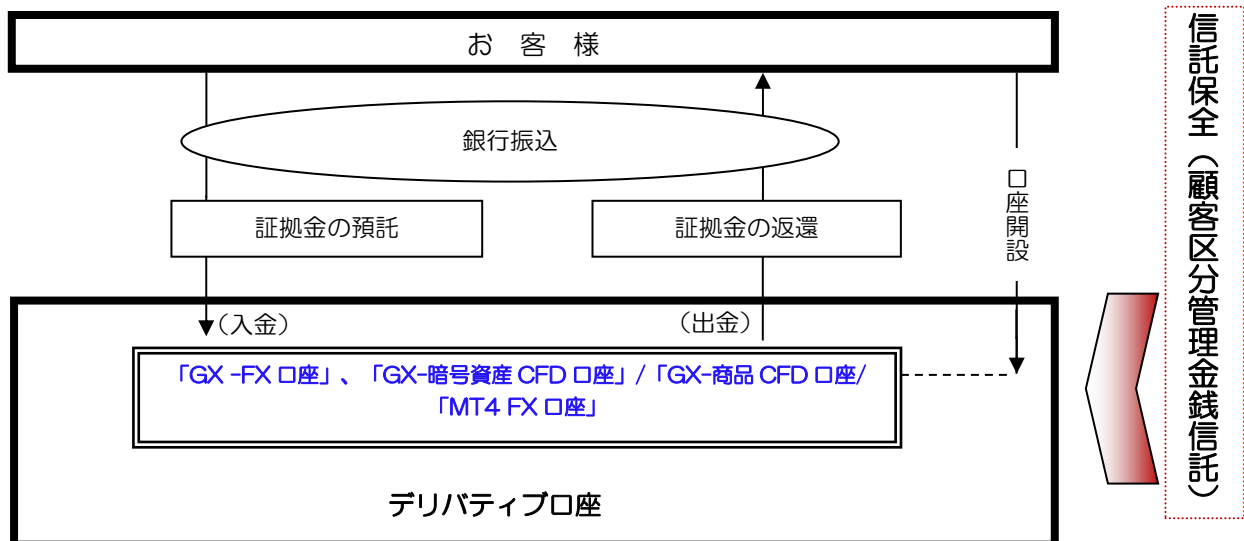 お 客 様
銀行振込
証拠金の預託
証拠金の返還
口座開設
(入金)
(出金)
「GX -FX 口座」、「GX-暗号資産 CFD 口座」/「GX-商品 CFD 口座/
「MT4 FX 口座」
デリバティブ口座
信託保全(顧客区分管理金銭信託)